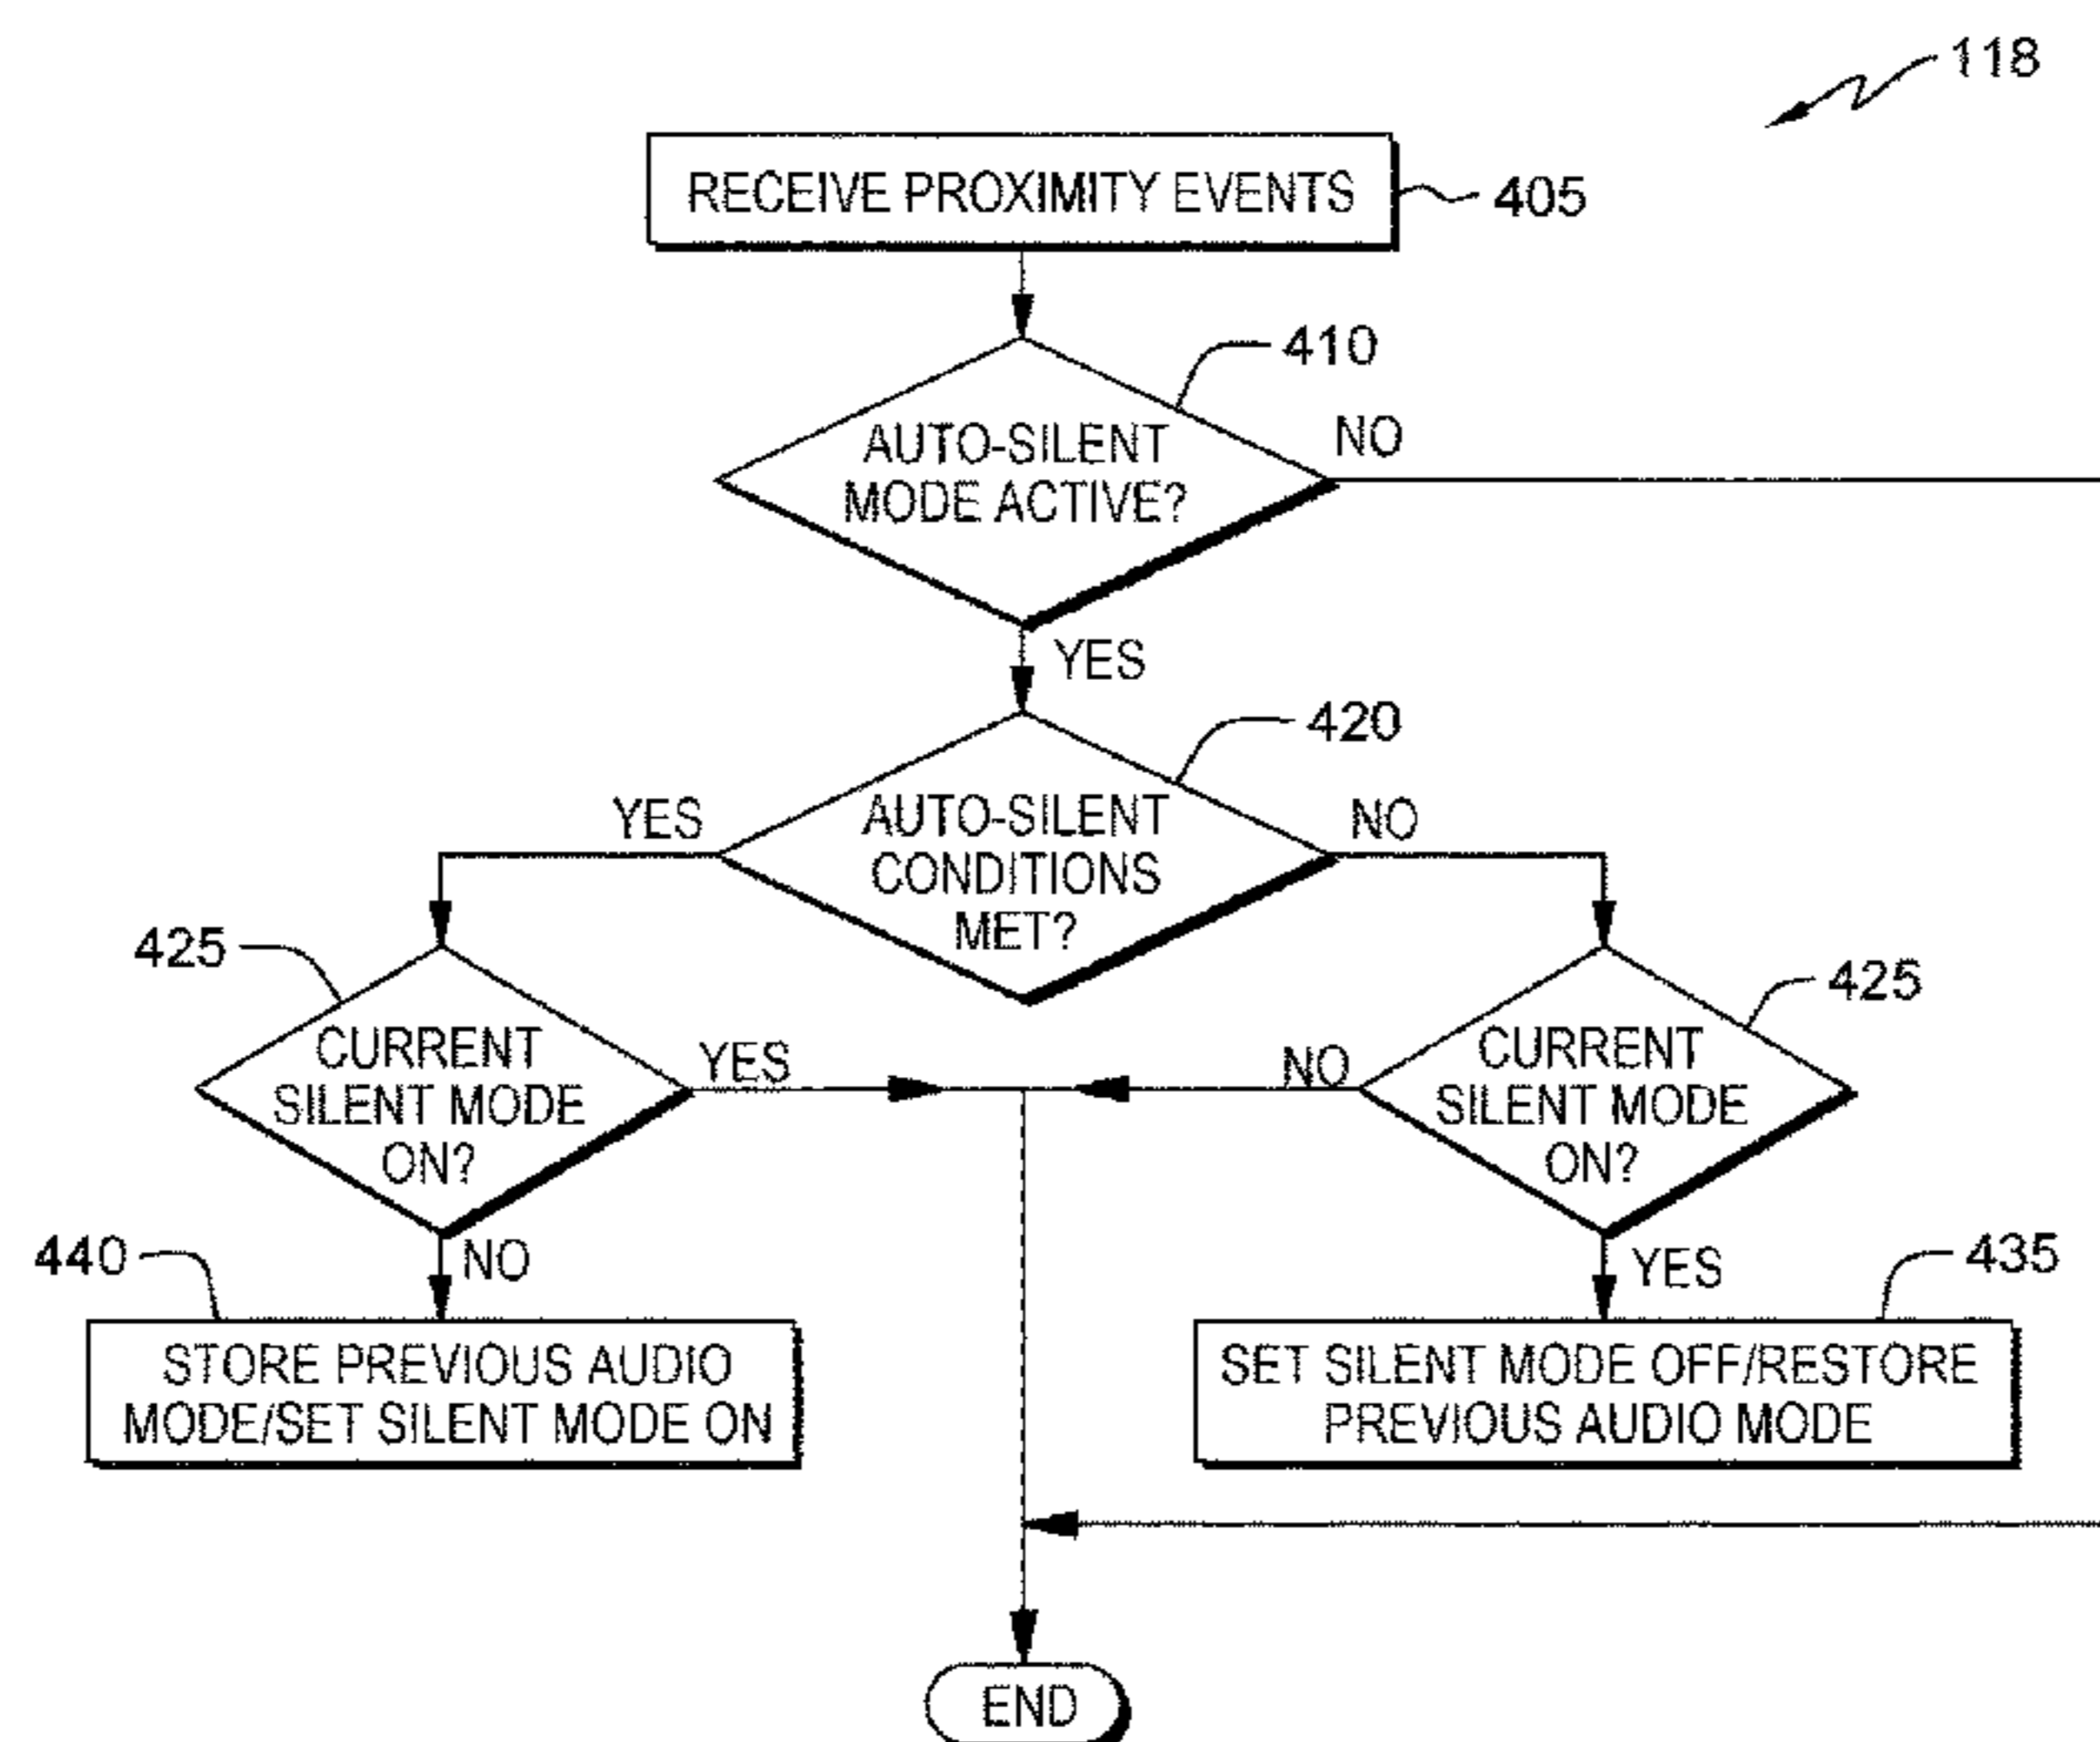 118
RECEIVE PROXIMITY EVENTS
405
410
AUTO-SILENT
MODE ACTIVE?
NO
YES
420
YES
AUTO-SILENT
CONDITIONS
MET?
NO
425
CURRENT
SILENT MODE
ON?
YES
NO
425
CURRENT
SILENT MODE
ON?
NO
YES
440
STORE PREVIOUS AUDIO
MODE/SET SILENT MODE ON
435
SET SILENT MODE OFF/RESTORE
PREVIOUS AUDIO MODE
END